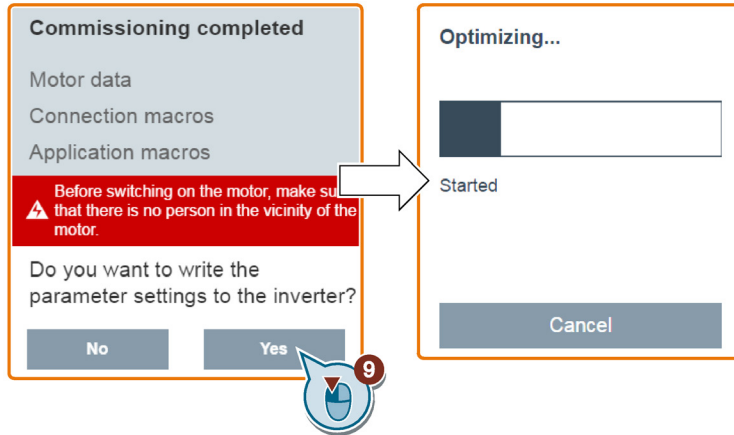 Commissioning completed
Motor data
Connection macros
Application macros
Before switching on the motor, make su
that there is no person in the vicinity of the
motor.
Do you want to write the
parameter settings to the inverter?
No
Yes
9
Optimizing...
Started
Cancel